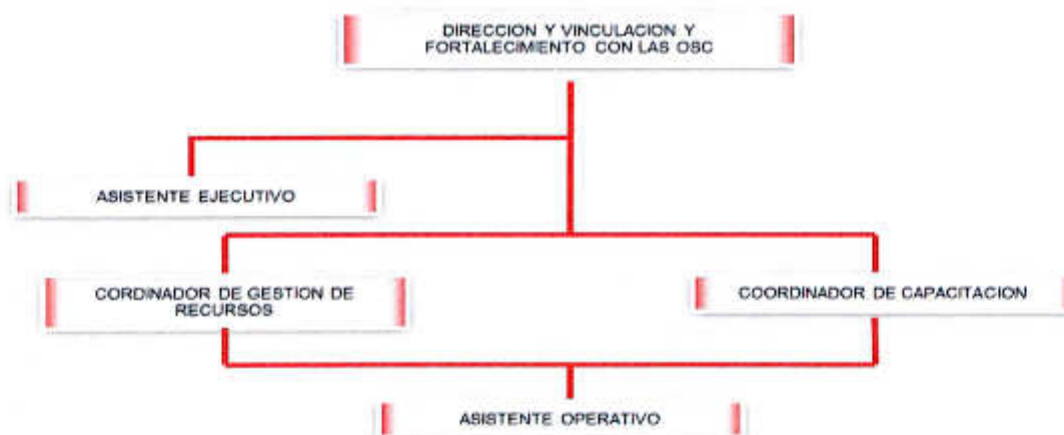 DIRECCION Y VINCULACION Y
FORTALECIMIENTO CON LAS OSC
ASISTENTE EJECUTIVO
CORDINADOR DE GESTION DE
RECURSOS
COORDINADOR DE CAPACITACION
ASISTENTE OPERATIVO